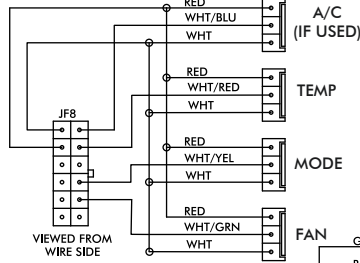 RED
WHT/BLU
WHT
A/C
(IF USED)
RED
WHT/RED
WHT
TEMP
JF8
RED
WHT/YEL
WHT
MODE
RED
WHT/GRN
WHT
FAN
VIEWED FROM
WIRE SIDE